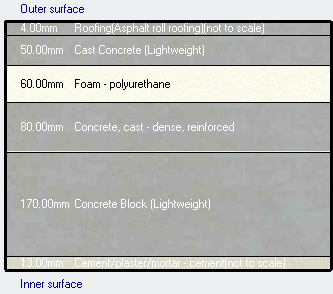 Outer surface
4.00mm Roofing(Asphalt roll roofing)(not to scale)
50.00mm Cast Concrete (Lightweight)
60.00mm Foam - polyurethane
80.00mm Concrete, cast - dense, reinforced
170.00mm Concrete Block (Lightweight)
13.00mm Cement/plaster/mortar - cement(not to scale)
Inner surface